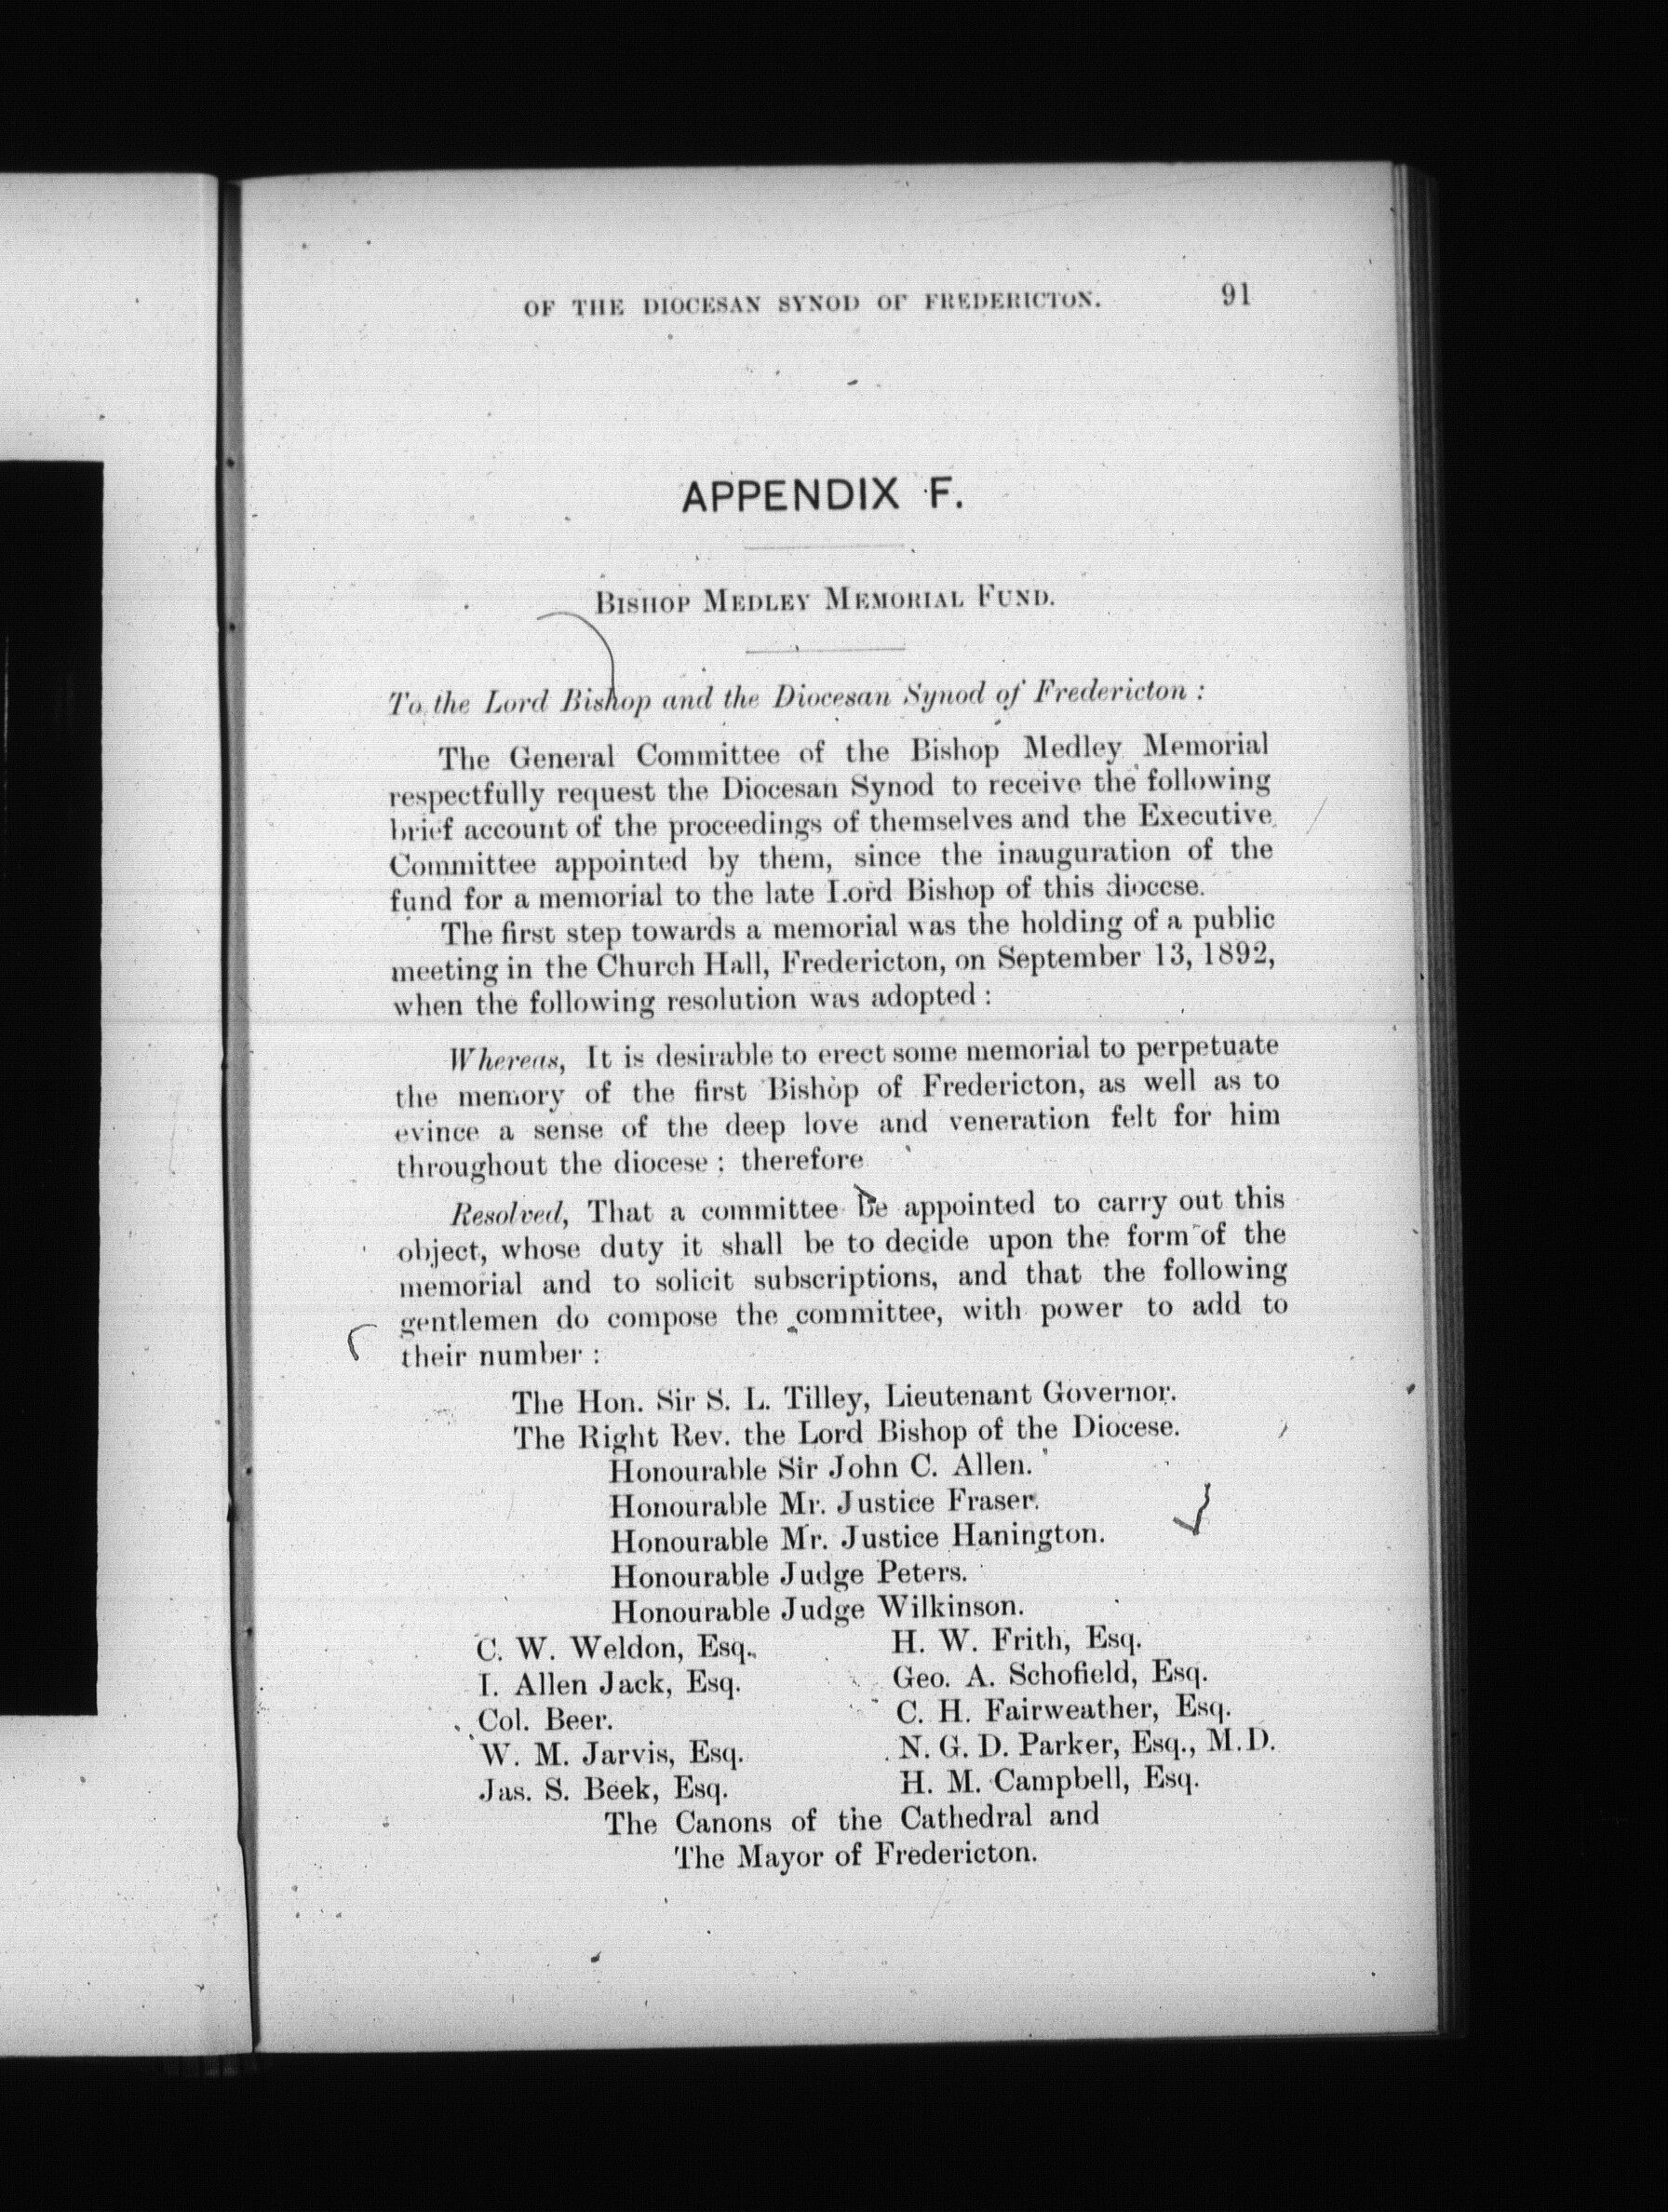 OF THE DIOCESAN SYNOD OF FREDERICTON. 91
APPENDIX F.
BISHOP MEDLEY MEMORIAL FUND.
To the Lord Bishop and the Diocesan Synod of Fredericton :
The General Committee of the Bishop Medley Memorial
respectfully request the Diocesan Synod to receive the following
brief account of the proceedings of themselves and the Executive
Committee appointed by them, since the inauguration of the
fund for a memorial to the late Lord Bishop of this diocese.
The first step towards a memorial was the holding of a public
meeting in the Church Hall, Fredericton, on September 13, 1892,
when the following resolution was adopted :
Whereas, It is desirable to erect some memorial to perpetuate
the memory of the first Bishop of Fredericton, as well as to
evince a sense of the deep love and veneration felt for him
throughout the diocese ; therefore
Resolved, That a committee be appointed to carry out this
object, whose duty it shall be to decide upon the form of the
memorial and to solicit subscriptions, and that the following
gentlemen do compose the committee, with power to add to
their number :
The Hon. Sir S. L. Tilley, Lieutenant Governor.
The Right Rev. the Lord Bishop of the Diocese.
Honourable Sir John C. Allen.
Honourable Mr. Justice Fraser.
Honourable Mr. Justice Hanington.
Honourable Judge Peters.
Honourable Judge Wilkinson.
C. W. Weldon, Esq. H. W. Frith, Esq.
I. Allen Jack, Esq. Geo. A. Schofield, Esq.
Col. Beer. C. H. Fairweather, Esq.
W. M. Jarvis, Esq. N. G. D. Parker, Esq., M.D.
Jas. S. Beek, Esq. H. M. Campbell, Esq.
The Canons of the Cathedral and
The Mayor of Fredericton.